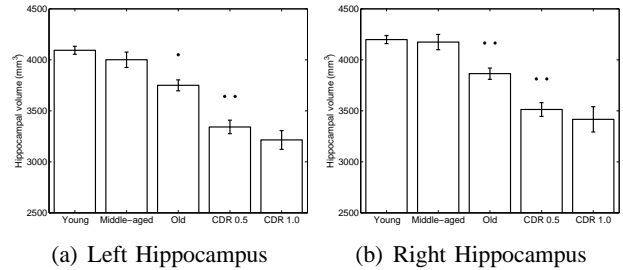 4500
4000
3500
3000
2500
Hippocampal volume (mm³)
Young Middle−aged Old CDR 0.5 CDR 1.0
(a) Left Hippocampus
4500
4000
3500
3000
2500
Hippocampal volume (mm³)
Young Middle−aged Old CDR 0.5 CDR 1.0
(b) Right Hippocampus